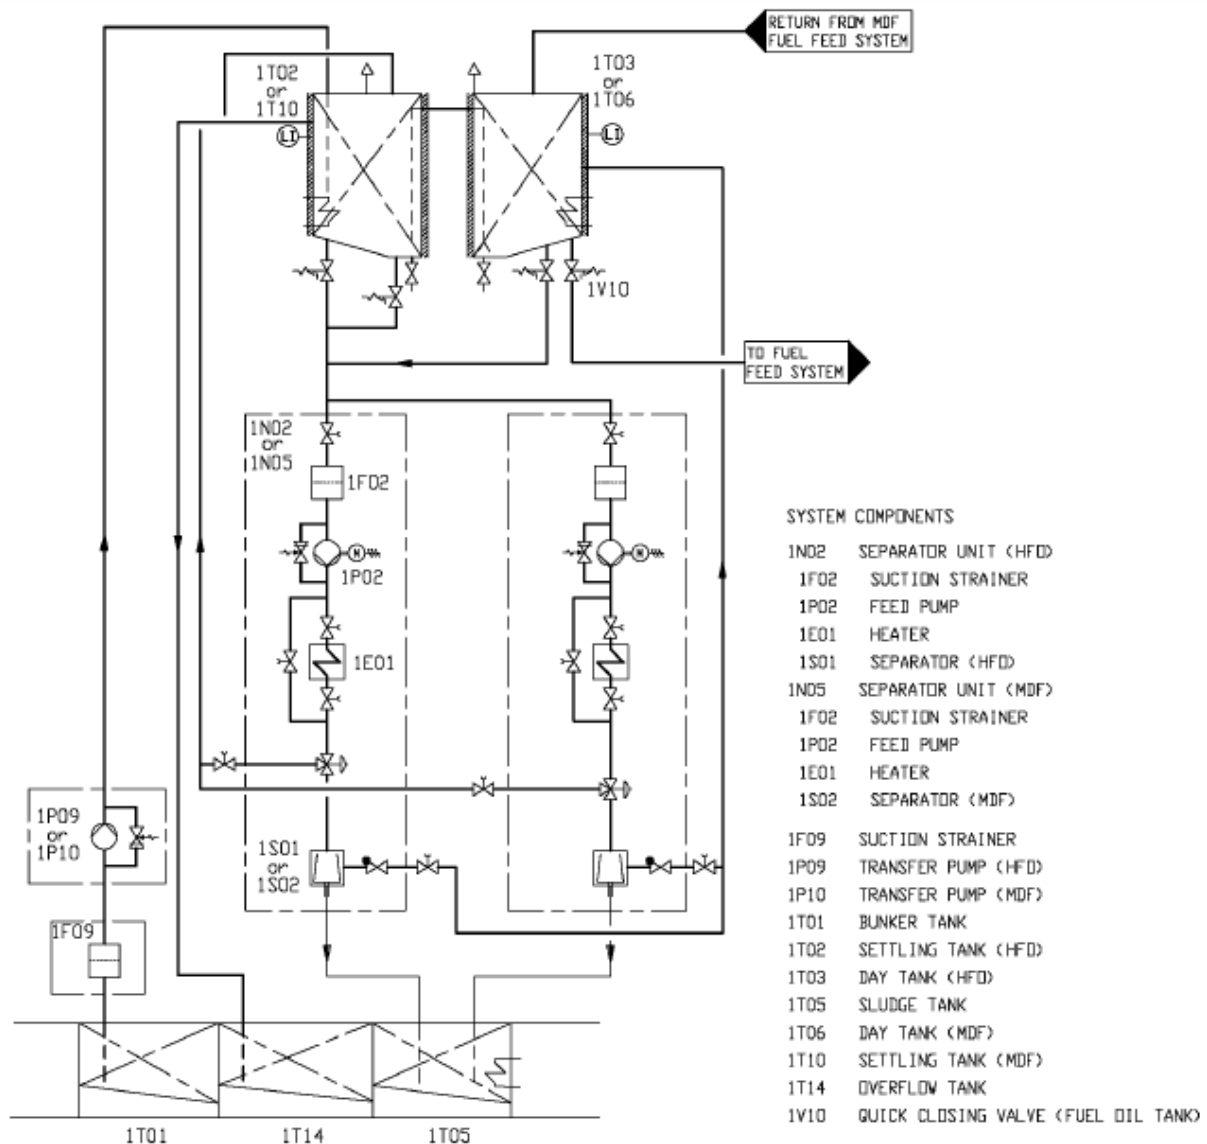 RETURN FROM MDF
FUEL FEED SYSTEM
1T02
or
1T10
1T03
or
1T06
LI
LI
1V10
TO FUEL
FEED SYSTEM
1N02
or
1N05
1F02
1P02
1E01
1S01
or
1S02
1P09
or
1P10
1F09
1T01
1T14
1T05
SYSTEM COMPONENTS
1N02 SEPARATOR UNIT (HFO)
1F02 SUCTION STRAINER
1P02 FEED PUMP
1E01 HEATER
1S01 SEPARATOR (HFO)
1N05 SEPARATOR UNIT (MDF)
1F02 SUCTION STRAINER
1P02 FEED PUMP
1E01 HEATER
1S02 SEPARATOR (MDF)
1F09 SUCTION STRAINER
1P09 TRANSFER PUMP (HFO)
1P10 TRANSFER PUMP (MDF)
1T01 BUNKER TANK
1T02 SETTLING TANK (HFO)
1T03 DAY TANK (HFO)
1T05 SLUDGE TANK
1T06 DAY TANK (MDF)
1T10 SETTLING TANK (MDF)
1T14 OVERFLOW TANK
1V10 QUICK CLOSING VALVE (FUEL OIL TANK)